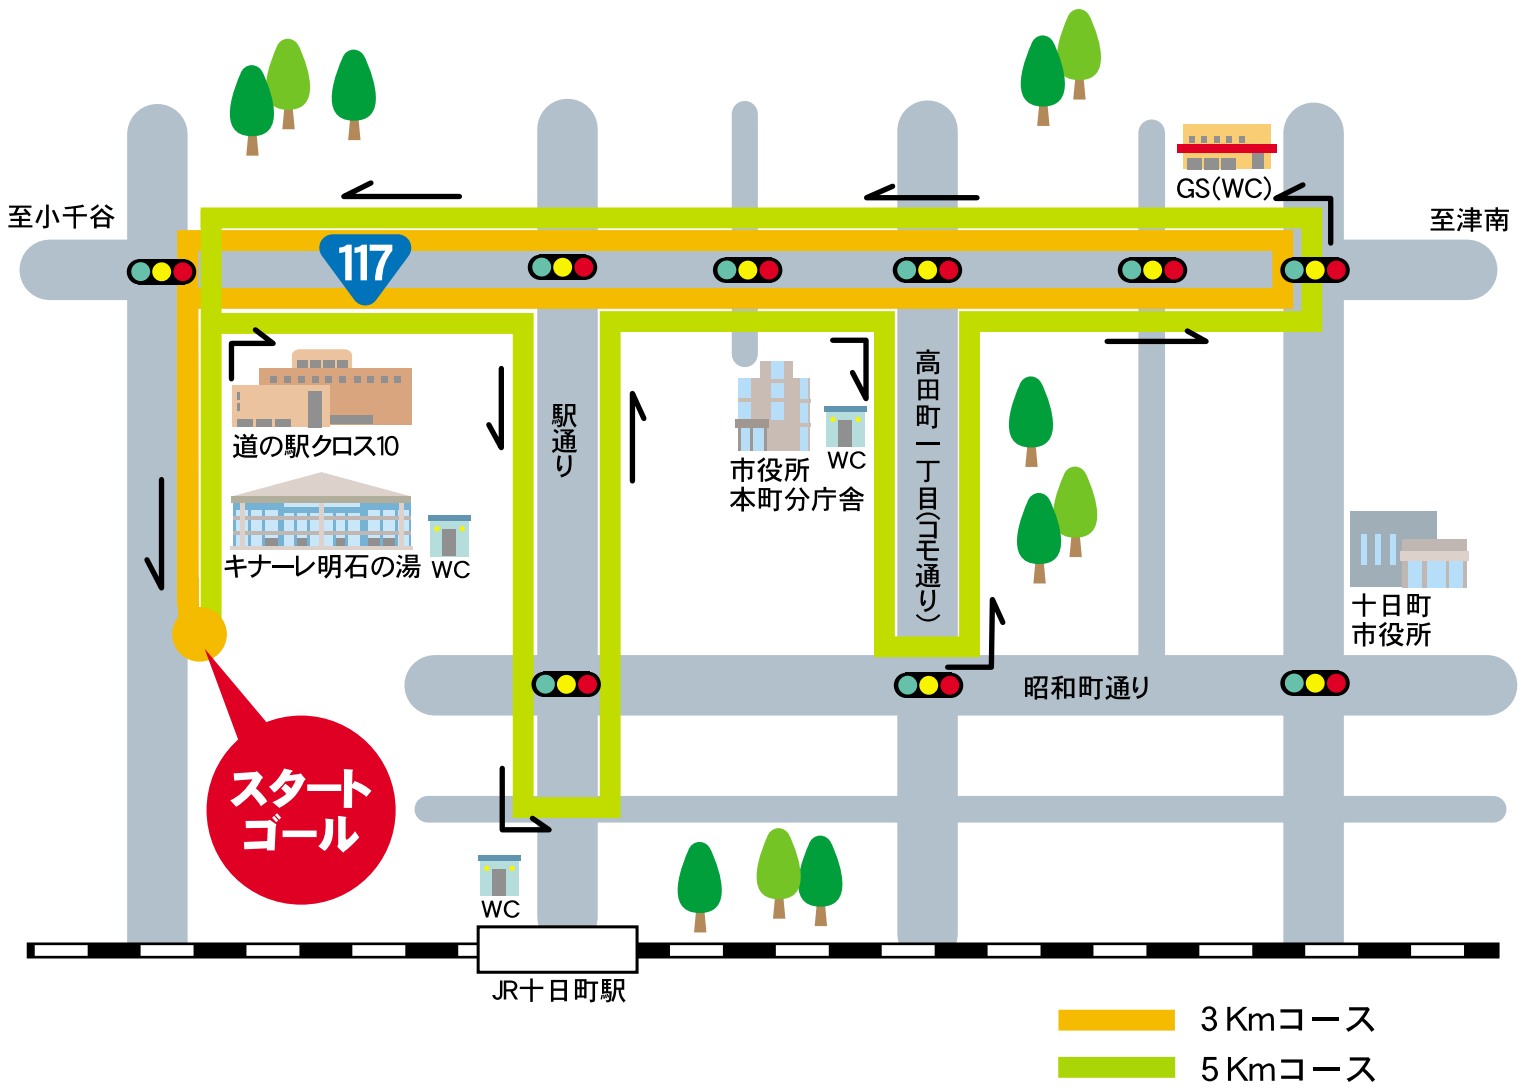 GS(WC)
至小千谷
至津南
117
道の駅クロス10
キナーレ明石の湯
WC
駅通り
市役所
本町分庁舎
WC
高田町一丁目(コモ通り)
十日町
市役所
昭和町通り
スタート
ゴール
WC
JR十日町駅
3Kmコース
5Kmコース